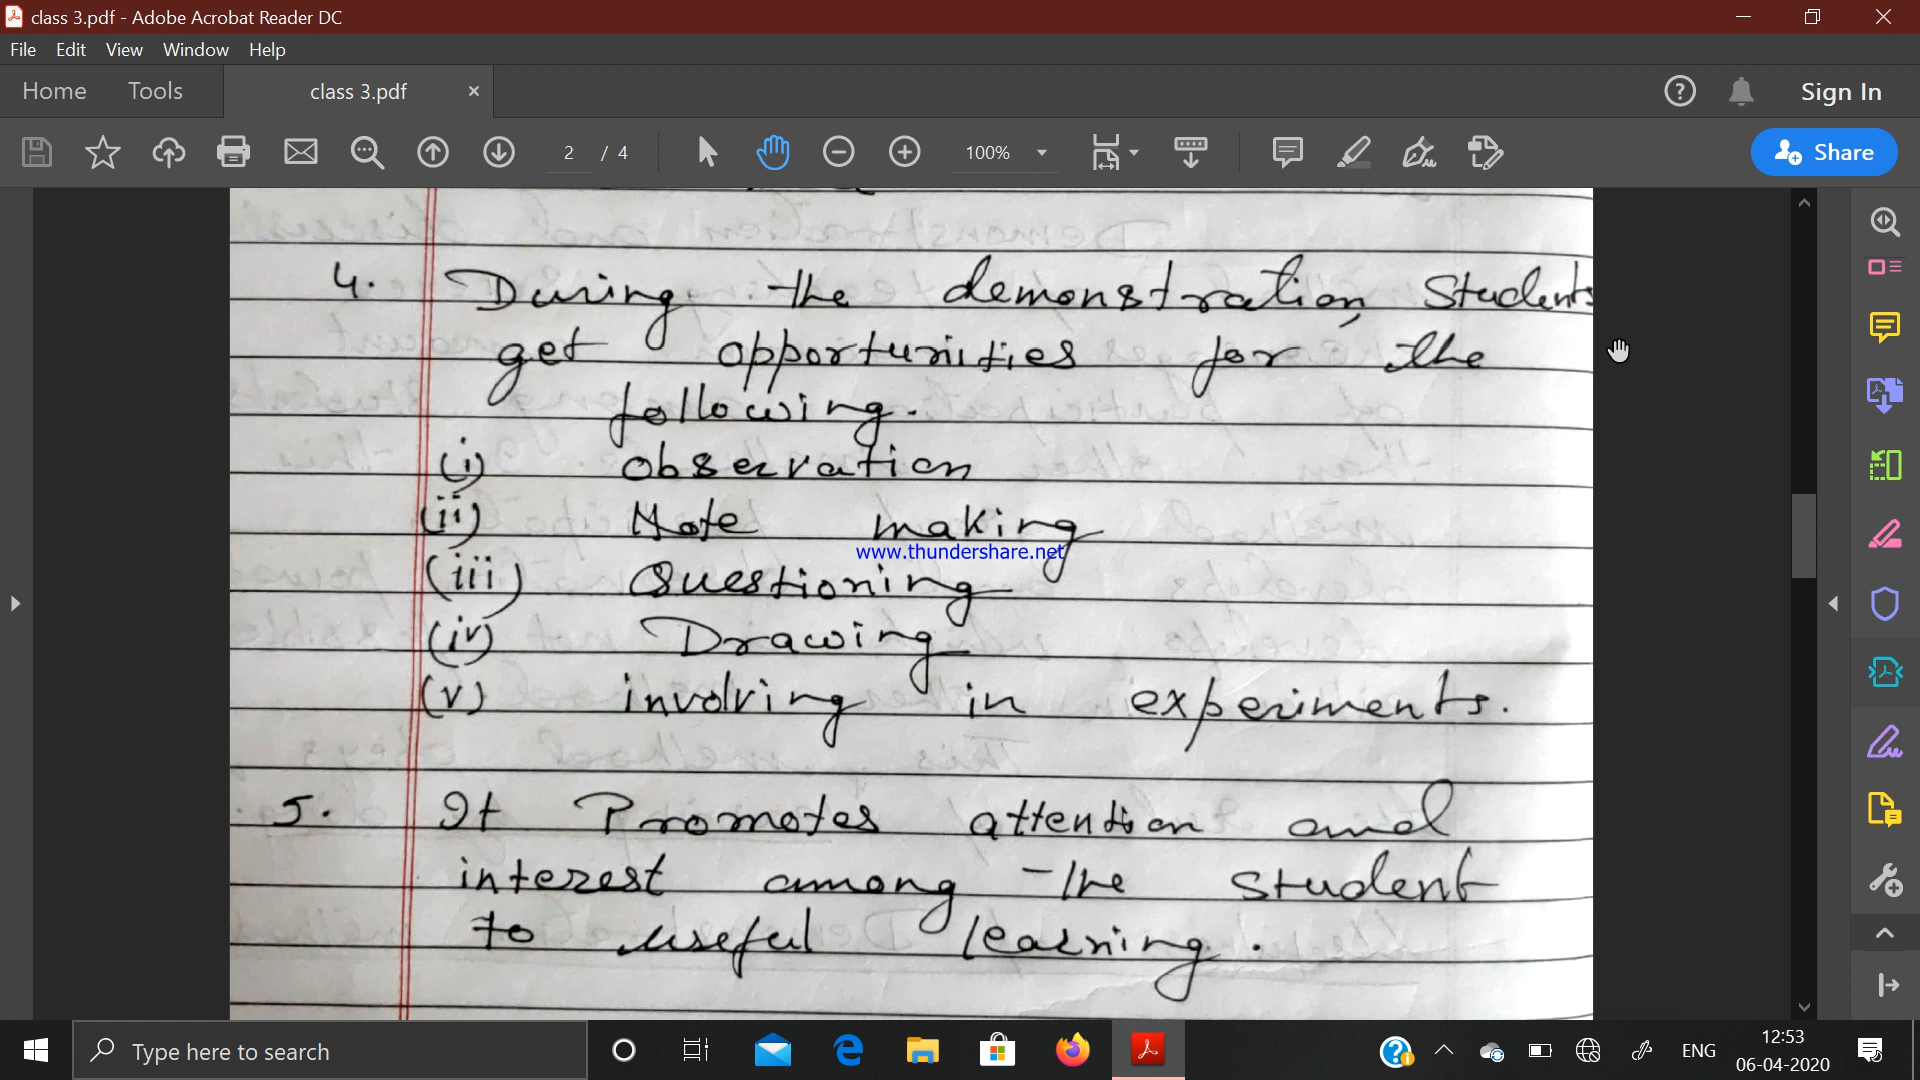 class 3.pdf - Adobe Acrobat Reader DC
File Edit View Window Help
Home Tools class 3.pdf × Sign In
2 / 4 100% Share
4. During the demonstration, Students
get opportunities for the
following.
(i) observation
(ii) Note making
www.thundershare.net
(iii) Questioning
(iv) Drawing
(v) involving in experiments.
5. It Promotes attention and
interest among the student
to useful learning.
Type here to search
ENG
12:53
06-04-2020